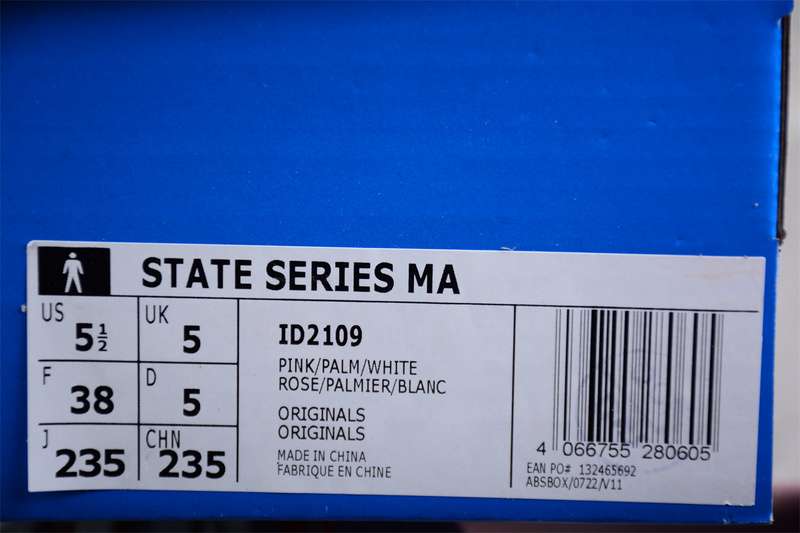 STATE SERIES MA
US 5½ UK 5
F 38 D 5
J 235 CHN 235
ID2109
PINK/PALM/WHITE
ROSE/PALMIER/BLANC
ORIGINALS
ORIGINALS
MADE IN CHINA
FABRIQUE EN CHINE
4 066755 280605
EAN PO# 132465692
ABSBOX/0722/V11